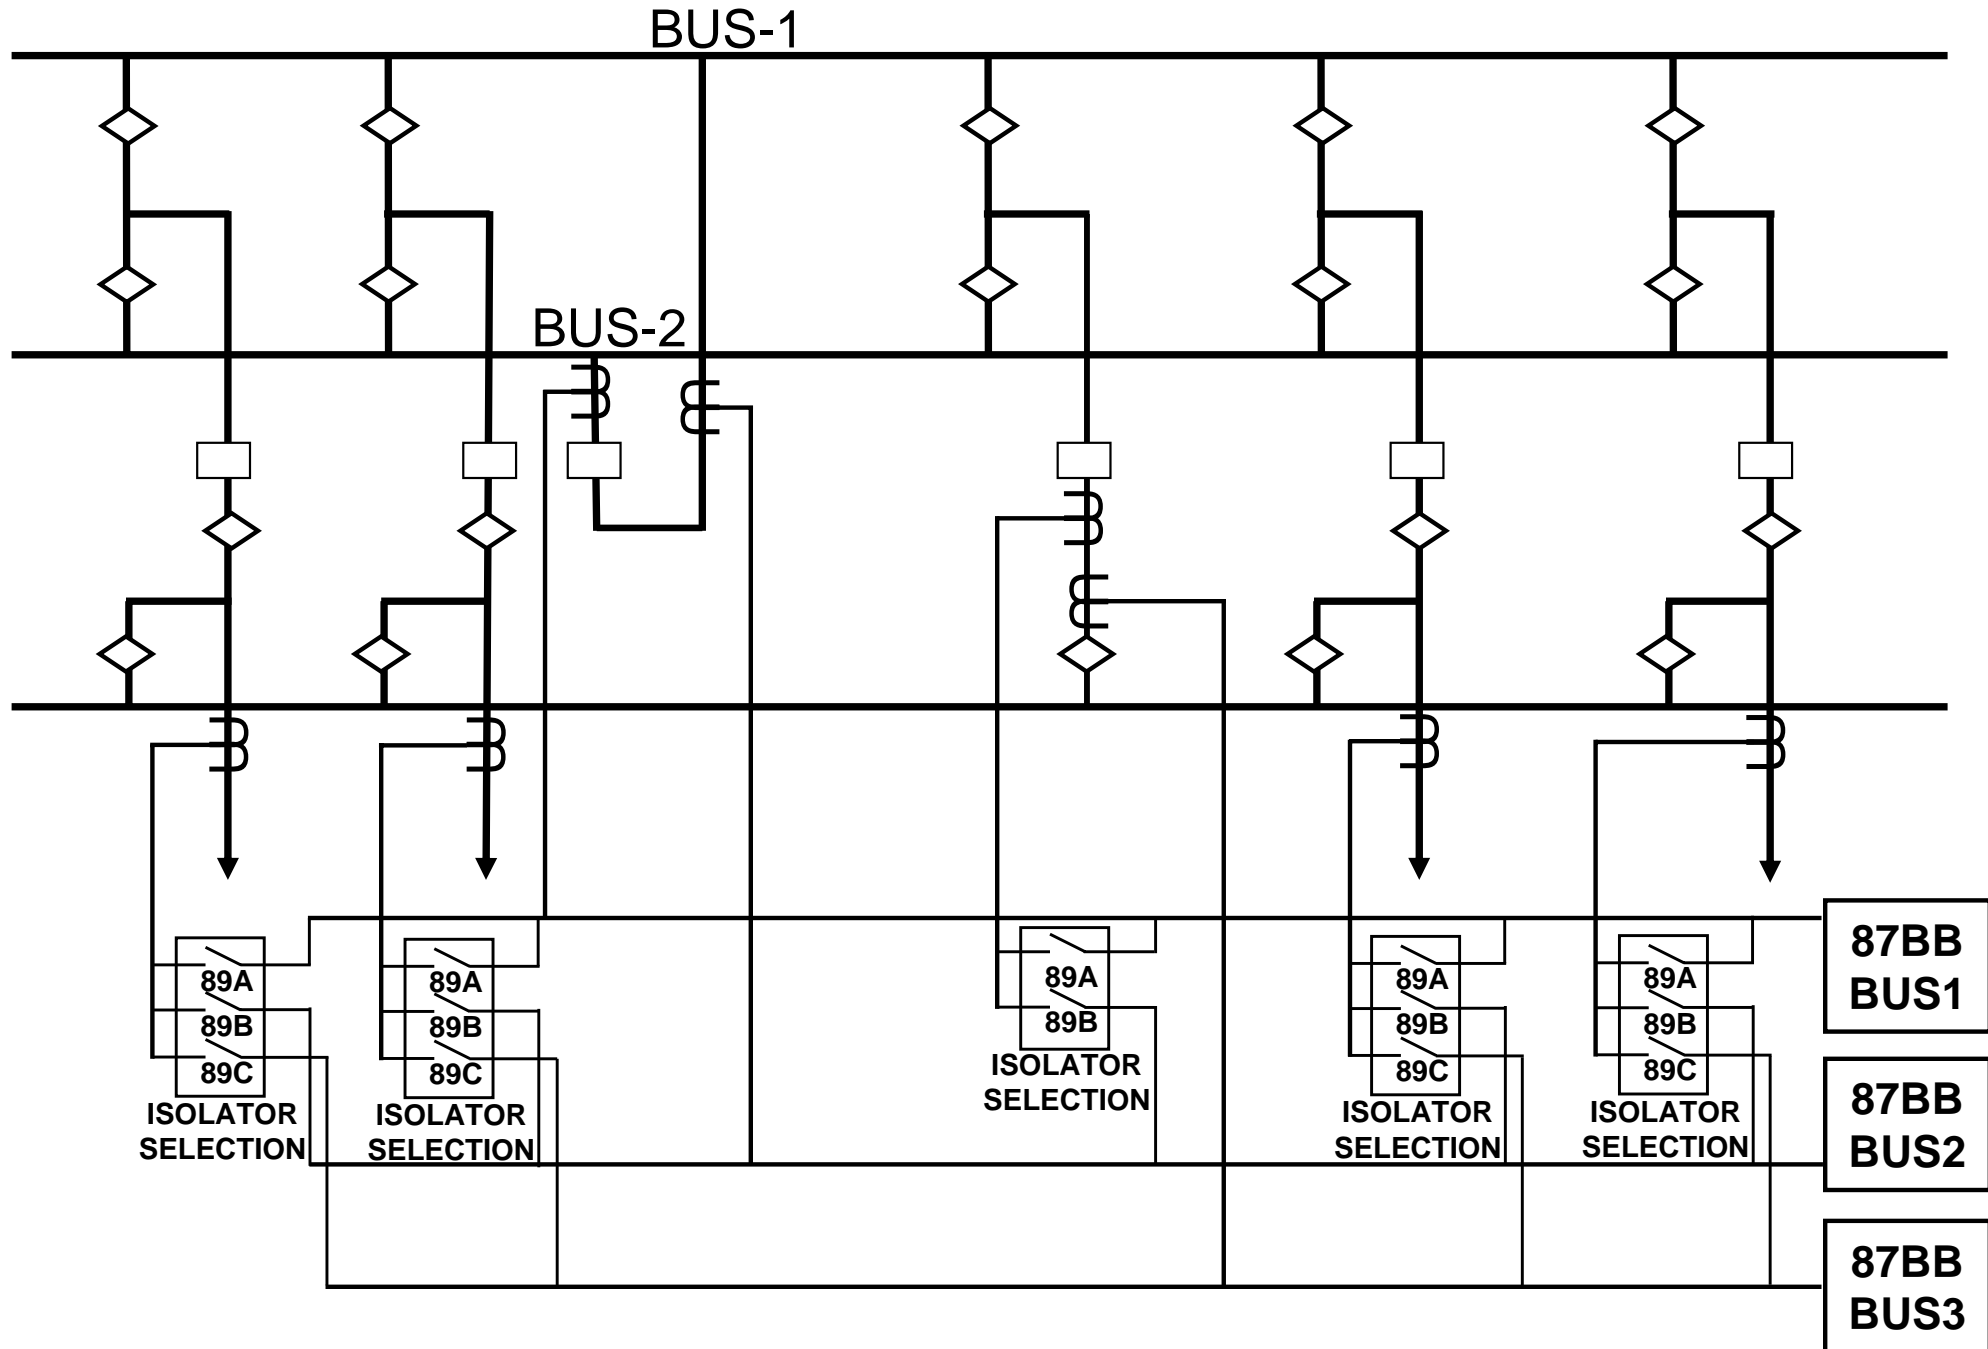 BUS-1
BUS-2
89A
89B
89C
ISOLATOR
SELECTION
89A
89B
89C
ISOLATOR
SELECTION
89A
89B
ISOLATOR
SELECTION
89A
89B
89C
ISOLATOR
SELECTION
89A
89B
89C
ISOLATOR
SELECTION
87BB
BUS1
87BB
BUS2
87BB
BUS3